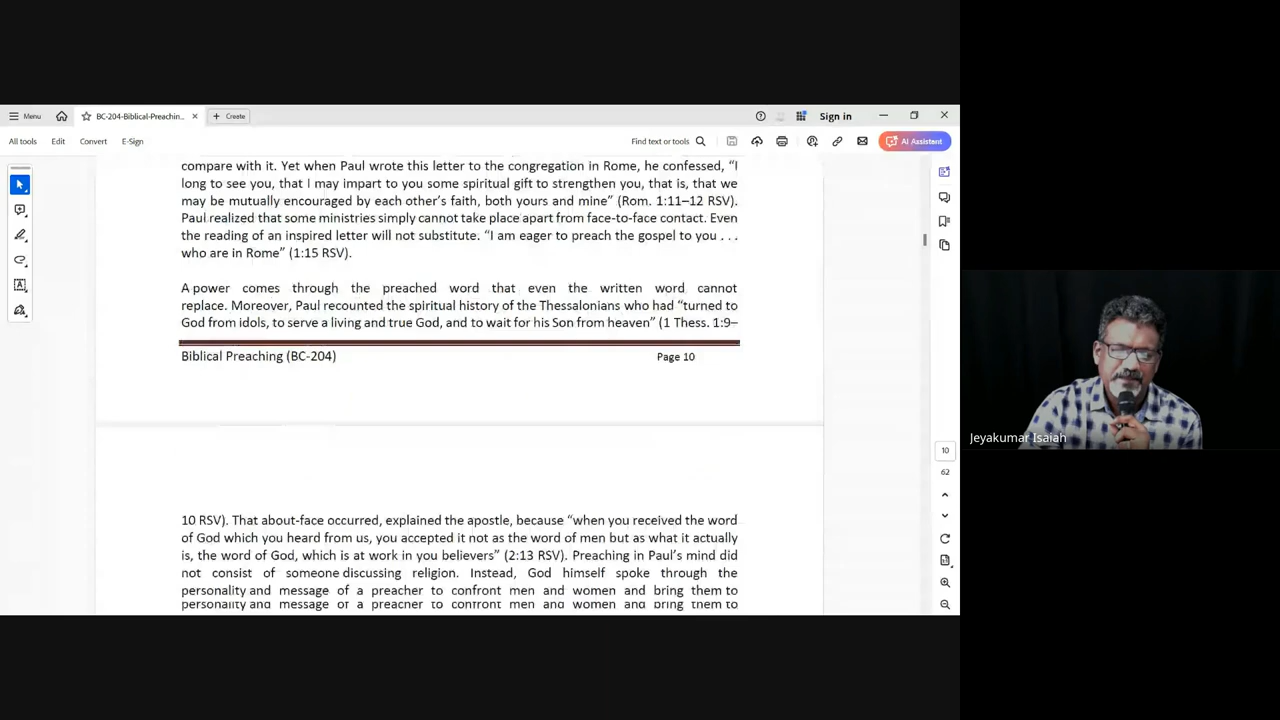 Menu
BC-204-Biblical-Preachin...
Create
Sign in
All tools
Edit
Convert
E-Sign
Find text or tools
AI Assistant
compare with it. Yet when Paul wrote this letter to the congregation in Rome, he confessed, “I
long to see you, that I may impart to you some spiritual gift to strengthen you, that is, that we
may be mutually encouraged by each other’s faith, both yours and mine” (Rom. 1:11–12 RSV).
Paul realized that some ministries simply cannot take place apart from face-to-face contact. Even
the reading of an inspired letter will not substitute. “I am eager to preach the gospel to you . . .
who are in Rome” (1:15 RSV).
A power comes through the preached word that even the written word cannot
replace. Moreover, Paul recounted the spiritual history of the Thessalonians who had “turned to
God from idols, to serve a living and true God, and to wait for his Son from heaven” (1 Thess. 1:9–
Biblical Preaching (BC-204)
Page 10
10 RSV). That about-face occurred, explained the apostle, because “when you received the word
of God which you heard from us, you accepted it not as the word of men but as what it actually
is, the word of God, which is at work in you believers” (2:13 RSV). Preaching in Paul’s mind did
not consist of someone discussing religion. Instead, God himself spoke through the
personality and message of a preacher to confront men and women and bring them to
personality and message of a preacher to confront men and women and bring them to
10
62
Jeyakumar Isaiah